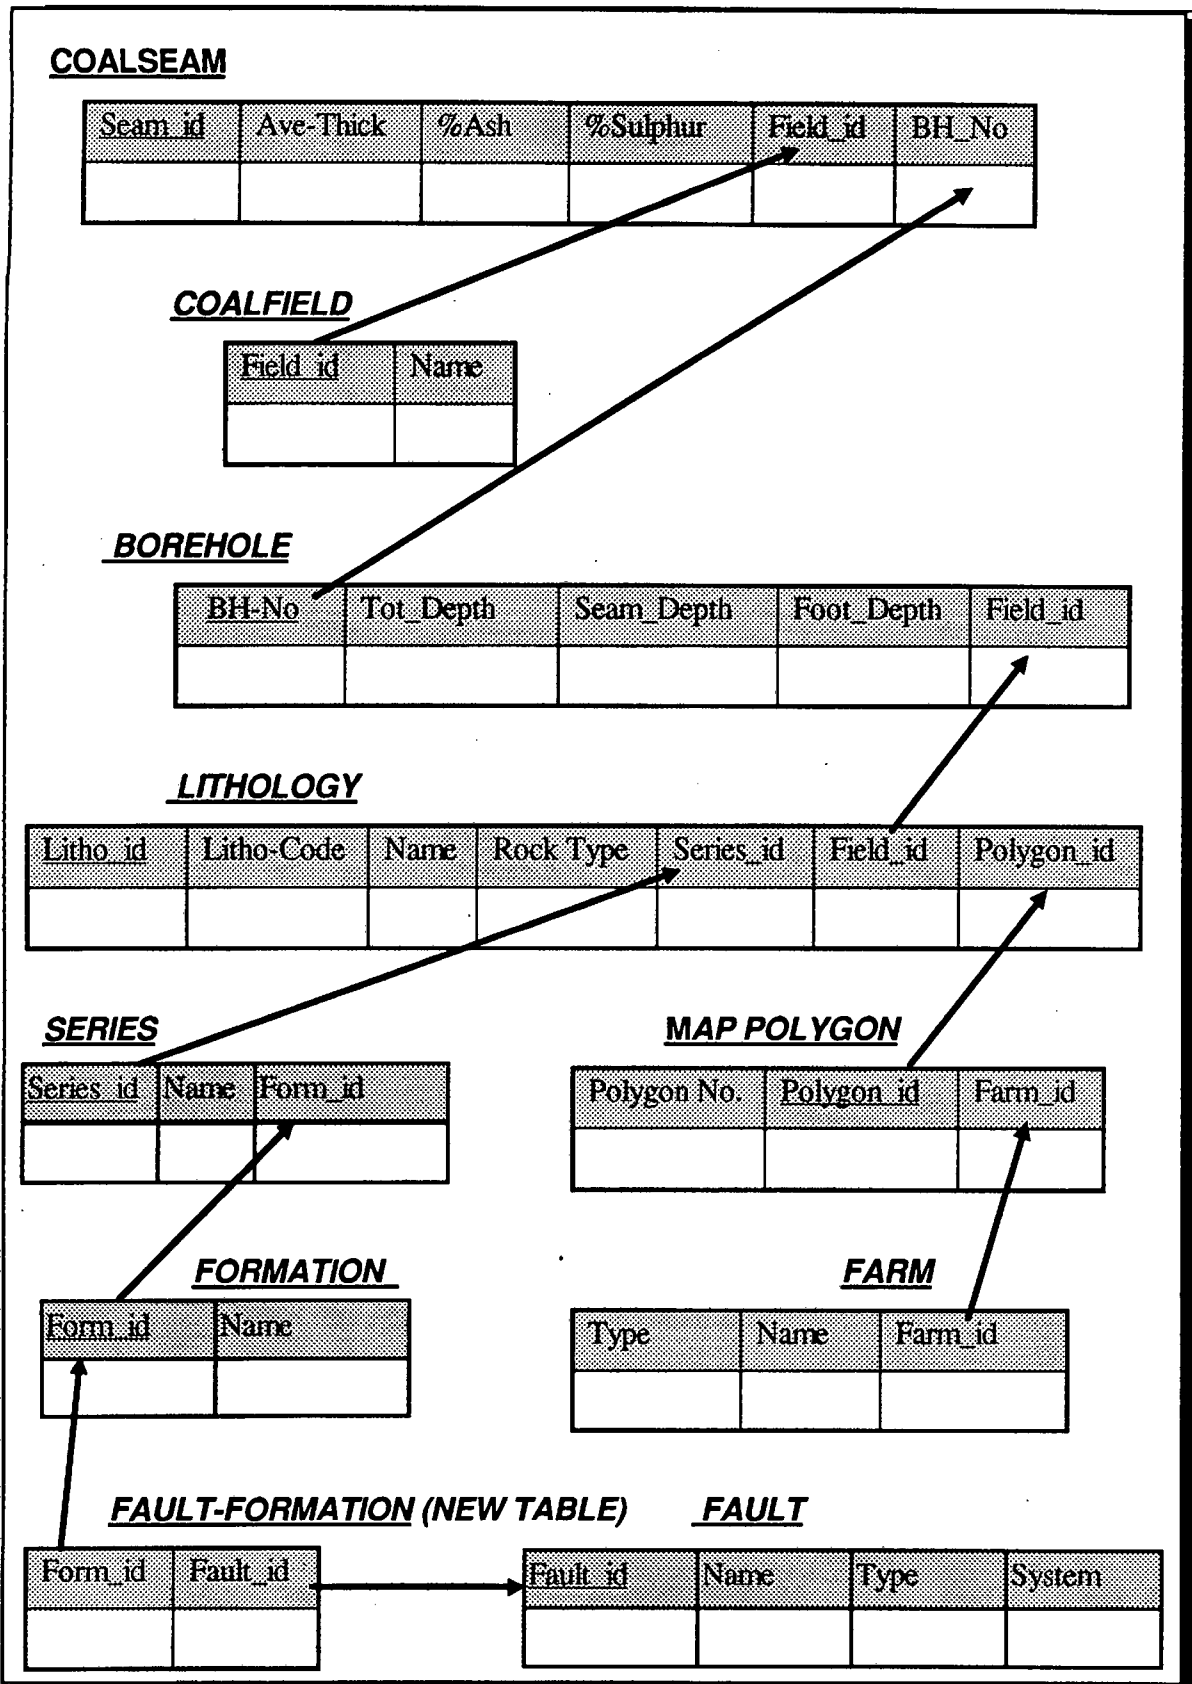 COALSEAM
Seam_id Ave-Thick %Ash %Sulphur Field_id BH_No
COALFIELD
Field_id Name
BOREHOLE
BH-No Tot_Depth Seam_Depth Foot_Depth Field_id
LITHOLOGY
Litho_id Litho-Code Name Rock Type Series_id Field_id Polygon_id
SERIES MAP POLYGON
Series_id Name Form_id Polygon No. Polygon_id Farm_id
FORMATION FARM
Form_id Name Type Name Farm_id
FAULT-FORMATION (NEW TABLE) FAULT
Form_id Fault_id Fault_id Name Type System